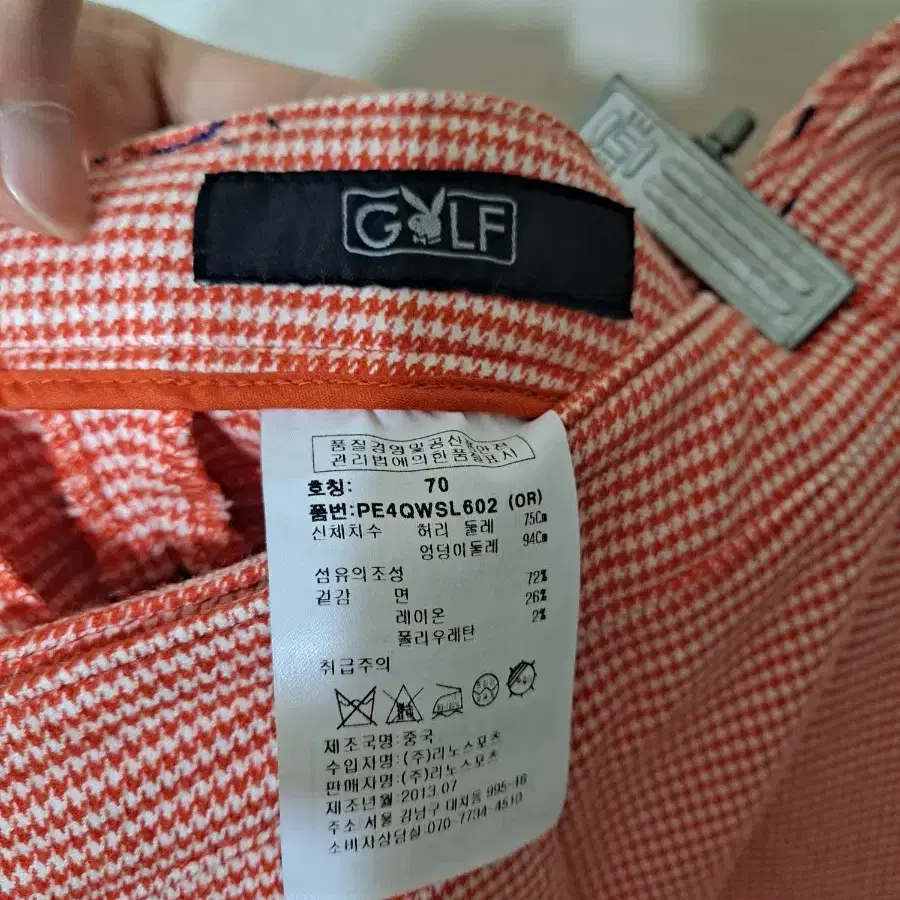 GOLF
품질경영및공산품안전
관리법에의한품질표시
호칭: 70
품번:PE4QWSL602 (OR)
신체치수 허리 둘레 75Cm
엉덩이둘레 94Cm
섬유의조성
겉감 면 72%
레이온 26%
폴리우레탄 2%
취급주의
제조국명:중국
수입자명:(주)리노스포츠
판매자명:(주)리노스포츠
제조년월:2013.07
주소:서울 강남구 대치동 995-16
소비자상담실:070-7734-4510